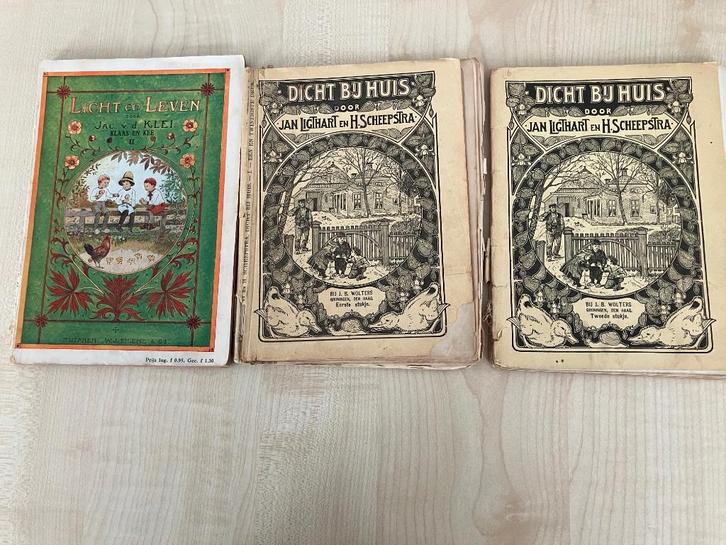 LICHT EN LEVEN
DOOR
JAC. v. d. KLEI
KLAAS EN KEE
II
ZUTPHEN W.J. THIEME & CIE
Prijs Ing. f 0.95, Gec. f 1.30
DICHT BIJ HUIS
DOOR
JAN LIGTHART EN H. SCHEEPSTRA
BIJ J. B. WOLTERS
GRONINGEN, DEN HAAG.
Eerste stukje.
DICHT BIJ HUIS
DOOR
JAN LIGTHART EN H. SCHEEPSTRA
BIJ J. B. WOLTERS
GRONINGEN, DEN HAAG.
Tweede stukje.